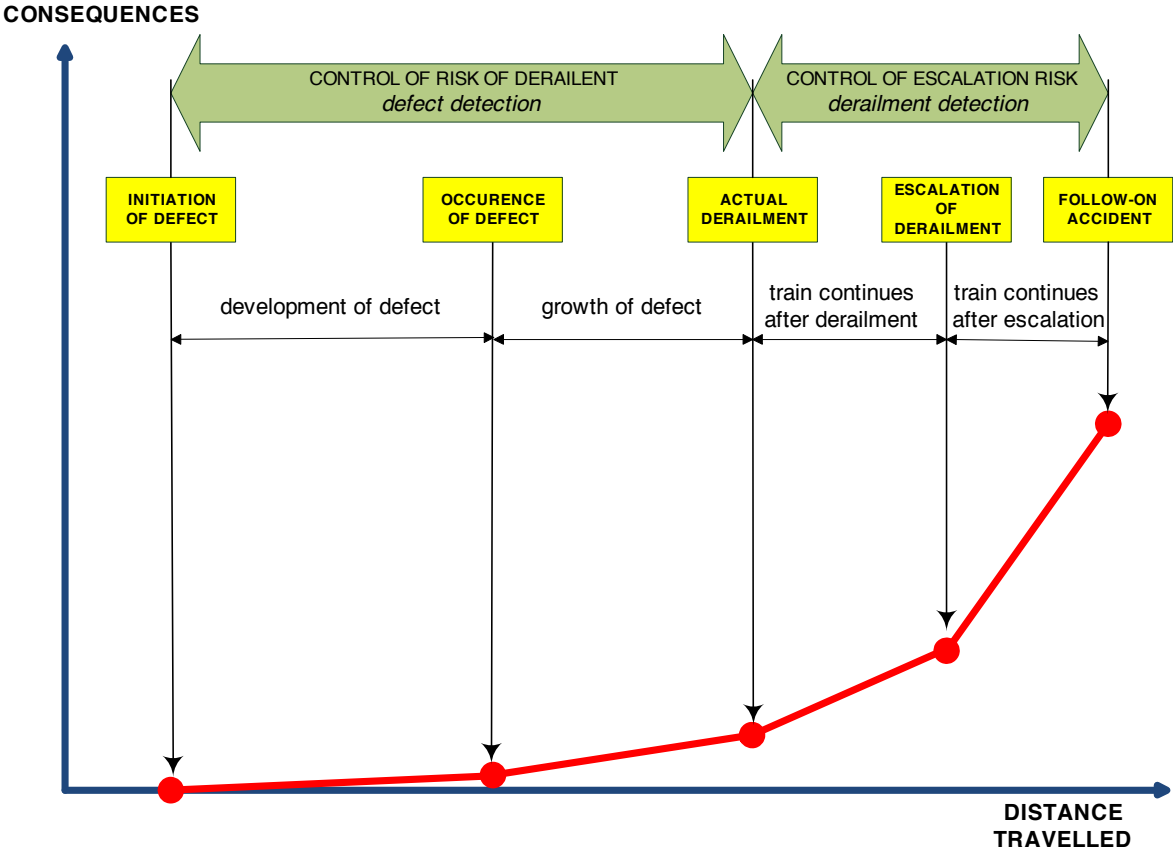 CONSEQUENCES
CONTROL OF RISK OF DERAILENT
defect detection
CONTROL OF ESCALATION RISK
derailment detection
INITIATION
OF DEFECT
OCCURENCE
OF DEFECT
ACTUAL
DERAILMENT
ESCALATION
OF
DERAILMENT
FOLLOW-ON
ACCIDENT
development of defect
growth of defect
train continues
after derailment
train continues
after escalation
DISTANCE
TRAVELLED